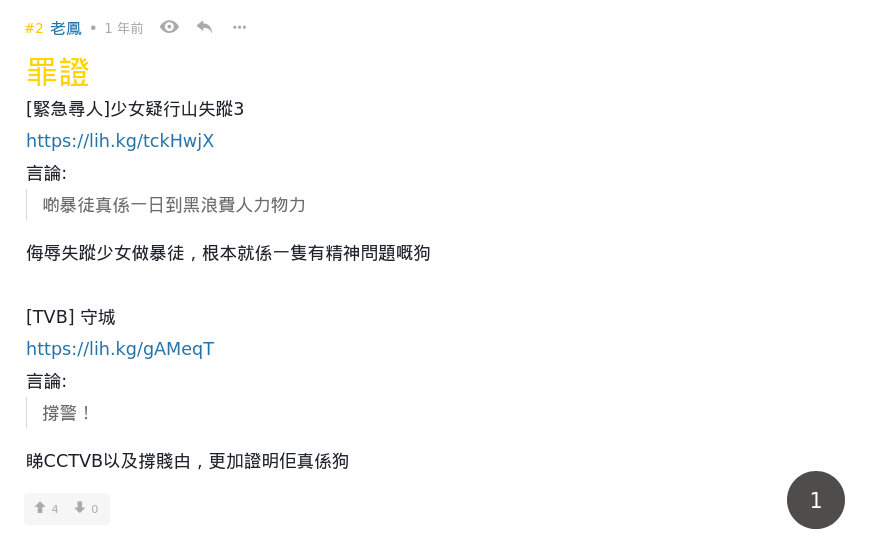 #2 老鳳 • 1 年前
罪證
[緊急尋人]少女疑行山失蹤3
https://lih.kg/tckHwjX
言論:
啲暴徒真係一日到黑浪費人力物力
侮辱失蹤少女做暴徒，根本就係一隻有精神問題嘅狗
[TVB] 守城
https://lih.kg/gAMeqT
言論:
撐警！
睇CCTVB以及撐賤甴，更加證明佢真係狗
4 0
1